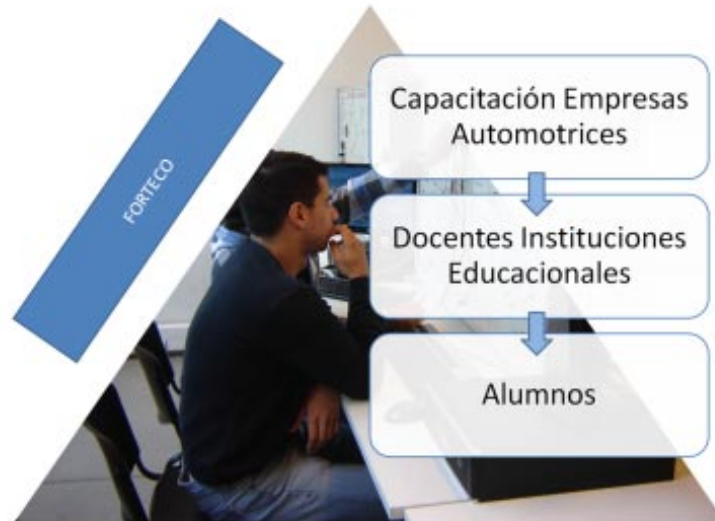 FORTECO
Capacitación Empresas
Automotrices
Docentes Instituciones
Educacionales
Alumnos